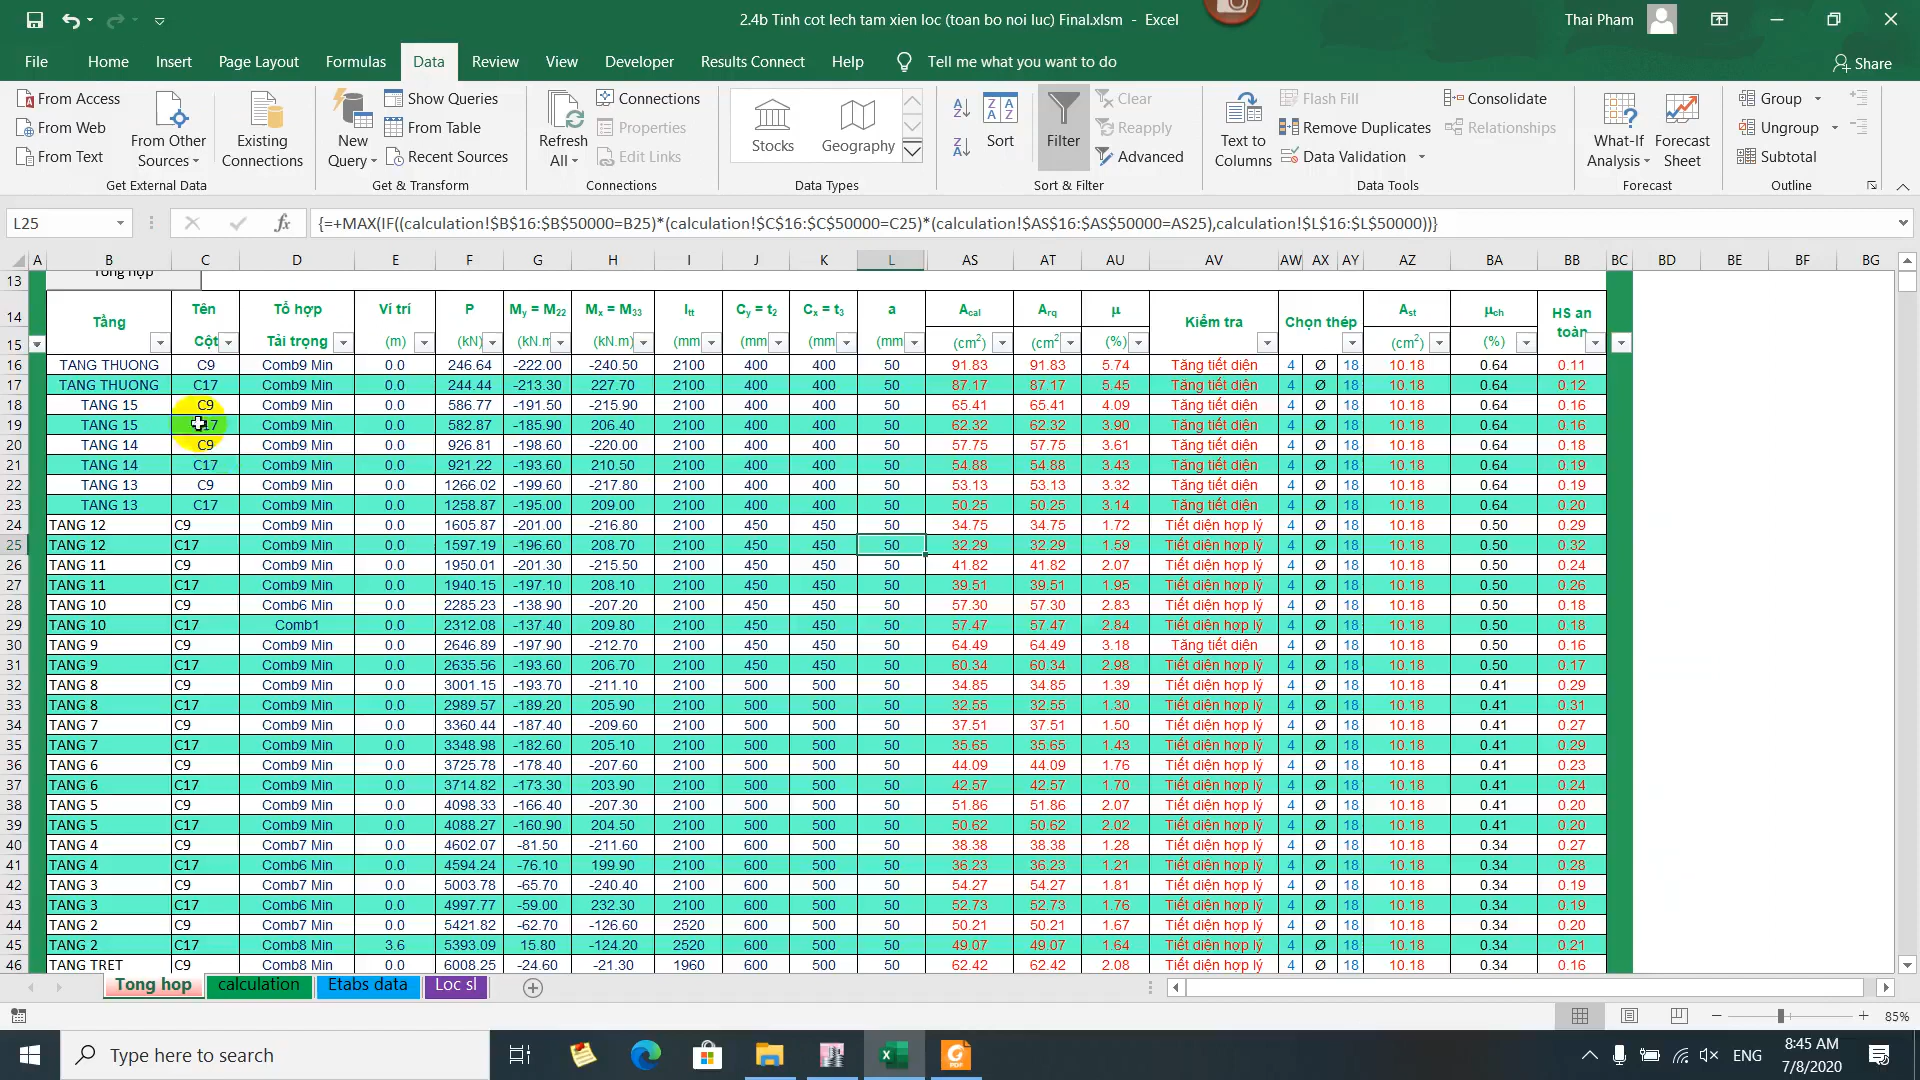 2.4b Tinh cot lech tam xien loc (toan bo noi luc) Final.xlsm - Excel
Thai Pham
File Home Insert Page Layout Formulas Data Review View Developer Results Connect Help Tell me what you want to do Share
From Access
From Web
From Text
From Other Sources
Existing Connections
Get External Data
New Query
Show Queries
From Table
Recent Sources
Get & Transform
Refresh All
Connections
Properties
Edit Links
Connections
Stocks
Geography
Data Types
Sort
Filter
Clear
Reapply
Advanced
Sort & Filter
Text to Columns
Flash Fill
Remove Duplicates
Data Validation
Consolidate
Relationships
Data Tools
What-If Analysis
Forecast Sheet
Forecast
Group
Ungroup
Subtotal
Outline
L25
{=+MAX(IF((calculation!$B$16:$B$50000=B25)*(calculation!$C$16:$C$50000=C25)*(calculation!$AS$16:$AS$50000=AS25),calculation!$L$16:$L$50000))}
A B C D E F G H I J K L AS AT AU AV AW AX AY AZ BA BB BC BD BE BF BG
13 Tổng hợp
14 Tầng Tên Tổ hợp Ví trí P My = M22 Mx = M33 ltt Cy = t2 Cx = t3 a Acal Arq μ Kiểm tra Chọn thép Ast μch HS an toàn
15 Cột Tải trọng (m) (kN) (kN.m (kN.m) (mm (mm (mm (mm (cm2) (cm2 (%) (cm2) (%)
16 TANG THUONG C9 Comb9 Min 0.0 246.64 -222.00 -240.50 2100 400 400 50 91.83 91.83 5.74 Tăng tiết diện 4 Ø 18 10.18 0.64 0.11
17 TANG THUONG C17 Comb9 Min 0.0 244.44 -213.30 227.70 2100 400 400 50 87.17 87.17 5.45 Tăng tiết diện 4 Ø 18 10.18 0.64 0.12
18 TANG 15 C9 Comb9 Min 0.0 586.77 -191.50 -215.90 2100 400 400 50 65.41 65.41 4.09 Tăng tiết diện 4 Ø 18 10.18 0.64 0.16
19 TANG 15 C17 Comb9 Min 0.0 582.87 -185.90 206.40 2100 400 400 50 62.32 62.32 3.90 Tăng tiết diện 4 Ø 18 10.18 0.64 0.16
20 TANG 14 C9 Comb9 Min 0.0 926.81 -198.60 -220.00 2100 400 400 50 57.75 57.75 3.61 Tăng tiết diện 4 Ø 18 10.18 0.64 0.18
21 TANG 14 C17 Comb9 Min 0.0 921.22 -193.60 210.50 2100 400 400 50 54.88 54.88 3.43 Tăng tiết diện 4 Ø 18 10.18 0.64 0.19
22 TANG 13 C9 Comb9 Min 0.0 1266.02 -199.60 -217.80 2100 400 400 50 53.13 53.13 3.32 Tăng tiết diện 4 Ø 18 10.18 0.64 0.19
23 TANG 13 C17 Comb9 Min 0.0 1258.87 -195.00 209.00 2100 400 400 50 50.25 50.25 3.14 Tăng tiết diện 4 Ø 18 10.18 0.64 0.20
24 TANG 12 C9 Comb9 Min 0.0 1605.87 -201.00 -216.80 2100 450 450 50 34.75 34.75 1.72 Tiết diện hợp lý 4 Ø 18 10.18 0.50 0.29
25 TANG 12 C17 Comb9 Min 0.0 1597.19 -196.60 208.70 2100 450 450 50 32.29 32.29 1.59 Tiết diện hợp lý 4 Ø 18 10.18 0.50 0.32
26 TANG 11 C9 Comb9 Min 0.0 1950.01 -201.30 -215.50 2100 450 450 50 41.82 41.82 2.07 Tiết diện hợp lý 4 Ø 18 10.18 0.50 0.24
27 TANG 11 C17 Comb9 Min 0.0 1940.15 -197.10 208.10 2100 450 450 50 39.51 39.51 1.95 Tiết diện hợp lý 4 Ø 18 10.18 0.50 0.26
28 TANG 10 C9 Comb6 Min 0.0 2285.23 -138.90 -207.20 2100 450 450 50 57.30 57.30 2.83 Tiết diện hợp lý 4 Ø 18 10.18 0.50 0.18
29 TANG 10 C17 Comb1 0.0 2312.08 -137.40 209.80 2100 450 450 50 57.47 57.47 2.84 Tiết diện hợp lý 4 Ø 18 10.18 0.50 0.18
30 TANG 9 C9 Comb9 Min 0.0 2646.89 -197.90 -212.70 2100 450 450 50 64.49 64.49 3.18 Tăng tiết diện 4 Ø 18 10.18 0.50 0.16
31 TANG 9 C17 Comb9 Min 0.0 2635.56 -193.60 206.70 2100 450 450 50 60.34 60.34 2.98 Tiết diện hợp lý 4 Ø 18 10.18 0.50 0.17
32 TANG 8 C9 Comb9 Min 0.0 3001.15 -193.70 -211.10 2100 500 500 50 34.85 34.85 1.39 Tiết diện hợp lý 4 Ø 18 10.18 0.41 0.29
33 TANG 8 C17 Comb9 Min 0.0 2989.57 -189.20 205.90 2100 500 500 50 32.55 32.55 1.30 Tiết diện hợp lý 4 Ø 18 10.18 0.41 0.31
34 TANG 7 C9 Comb9 Min 0.0 3360.44 -187.40 -209.60 2100 500 500 50 37.51 37.51 1.50 Tiết diện hợp lý 4 Ø 18 10.18 0.41 0.27
35 TANG 7 C17 Comb9 Min 0.0 3348.98 -182.60 205.10 2100 500 500 50 35.65 35.65 1.43 Tiết diện hợp lý 4 Ø 18 10.18 0.41 0.29
36 TANG 6 C9 Comb9 Min 0.0 3725.78 -178.40 -207.60 2100 500 500 50 44.09 44.09 1.76 Tiết diện hợp lý 4 Ø 18 10.18 0.41 0.23
37 TANG 6 C17 Comb9 Min 0.0 3714.82 -173.30 203.90 2100 500 500 50 42.57 42.57 1.70 Tiết diện hợp lý 4 Ø 18 10.18 0.41 0.24
38 TANG 5 C9 Comb9 Min 0.0 4098.33 -166.40 -207.30 2100 500 500 50 51.86 51.86 2.07 Tiết diện hợp lý 4 Ø 18 10.18 0.41 0.20
39 TANG 5 C17 Comb9 Min 0.0 4088.27 -160.90 204.50 2100 500 500 50 50.62 50.62 2.02 Tiết diện hợp lý 4 Ø 18 10.18 0.41 0.20
40 TANG 4 C9 Comb7 Min 0.0 4602.07 -81.50 -211.60 2100 600 500 50 38.38 38.38 1.28 Tiết diện hợp lý 4 Ø 18 10.18 0.34 0.27
41 TANG 4 C17 Comb6 Min 0.0 4594.24 -76.10 199.90 2100 600 500 50 36.23 36.23 1.21 Tiết diện hợp lý 4 Ø 18 10.18 0.34 0.28
42 TANG 3 C9 Comb7 Min 0.0 5003.78 -65.70 -240.40 2100 600 500 50 54.27 54.27 1.81 Tiết diện hợp lý 4 Ø 18 10.18 0.34 0.19
43 TANG 3 C17 Comb6 Min 0.0 4997.77 -59.00 232.30 2100 600 500 50 52.73 52.73 1.76 Tiết diện hợp lý 4 Ø 18 10.18 0.34 0.19
44 TANG 2 C9 Comb7 Min 0.0 5421.82 -62.70 -126.60 2520 600 500 50 50.21 50.21 1.67 Tiết diện hợp lý 4 Ø 18 10.18 0.34 0.20
45 TANG 2 C17 Comb8 Min 3.6 5393.09 15.80 -124.20 2520 600 500 50 49.07 49.07 1.64 Tiết diện hợp lý 4 Ø 18 10.18 0.34 0.21
46 TANG TRET C9 Comb8 Min 0.0 6008.25 -24.60 -21.30 1960 600 500 50 62.42 62.42 2.08 Tiết diện hợp lý 4 Ø 18 10.18 0.34 0.16
Tong hop calculation Etabs data Loc sl
85%
Type here to search
ENG
8:45 AM
7/8/2020